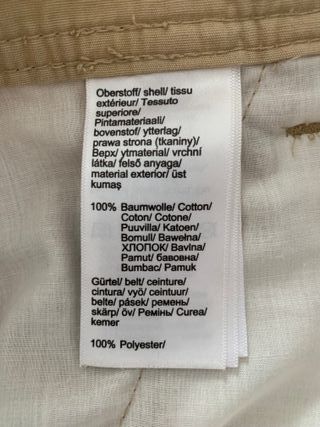 Oberstoff/ shell/ tissu
extérieur/ Tessuto
superiore/
Pintamateriaali/
bovenstof/ ytterlag/
prawa strona (tkaniny)/
Верх/ ytmaterial/ vrchní
látka/ felső anyaga/
material exterior/ üst
kumaş
100% Baumwolle/ Cotton/
Coton/ Cotone/
Puuvilla/ Katoen/
Bomull/ Bawełna/
ХЛОПОК/ Bavlna/
Pamut/ бавовна/
Bumbac/ Pamuk
Gürtel/ belt/ ceinture/
cintura/ vyö/ ceintuur/
belte/ pásek/ ремень/
skärp/ öv/ Ремінь/ Curea/
kemer
100% Polyester/